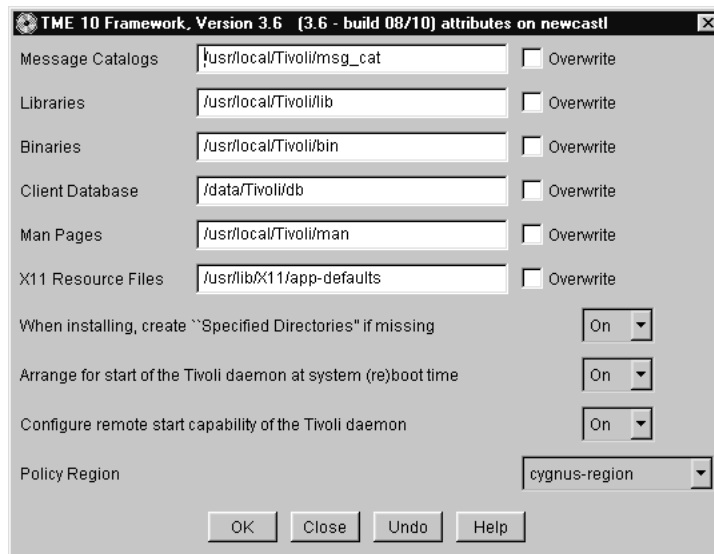 TME 10 Framework, Version 3.6 (3.6 - build 08/10) attributes on newcastl
Message Catalogs /usr/local/Tivoli/msg_cat Overwrite
Libraries /usr/local/Tivoli/lib Overwrite
Binaries /usr/local/Tivoli/bin Overwrite
Client Database /data/Tivoli/db Overwrite
Man Pages /usr/local/Tivoli/man Overwrite
X11 Resource Files /usr/lib/X11/app-defaults Overwrite
When installing, create ``Specified Directories'' if missing On
Arrange for start of the Tivoli daemon at system (re)boot time On
Configure remote start capability of the Tivoli daemon On
Policy Region cygnus-region
OK Close Undo Help